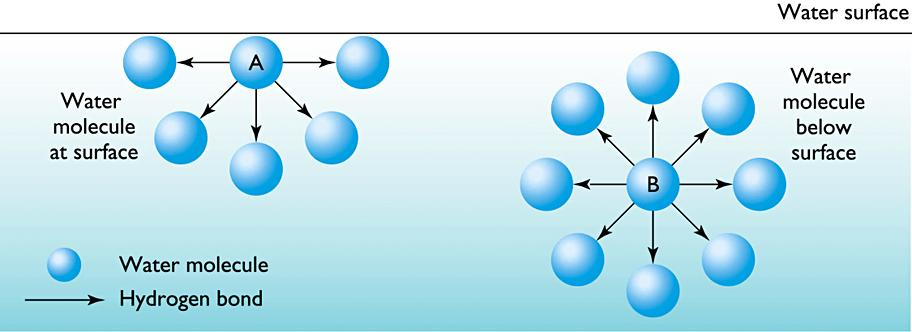 Water surface
A
Water
molecule
at surface
Water
molecule
below
surface
B
Water molecule
Hydrogen bond